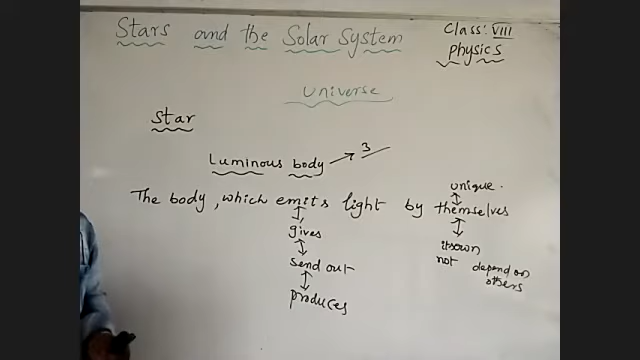 Stars and the Solar System
Class: VIII
Physics
Universe
Star
Luminous body → 3
The body, which emits light by themselves
unique.
gives
send out
produces
itsown
not depend on
others